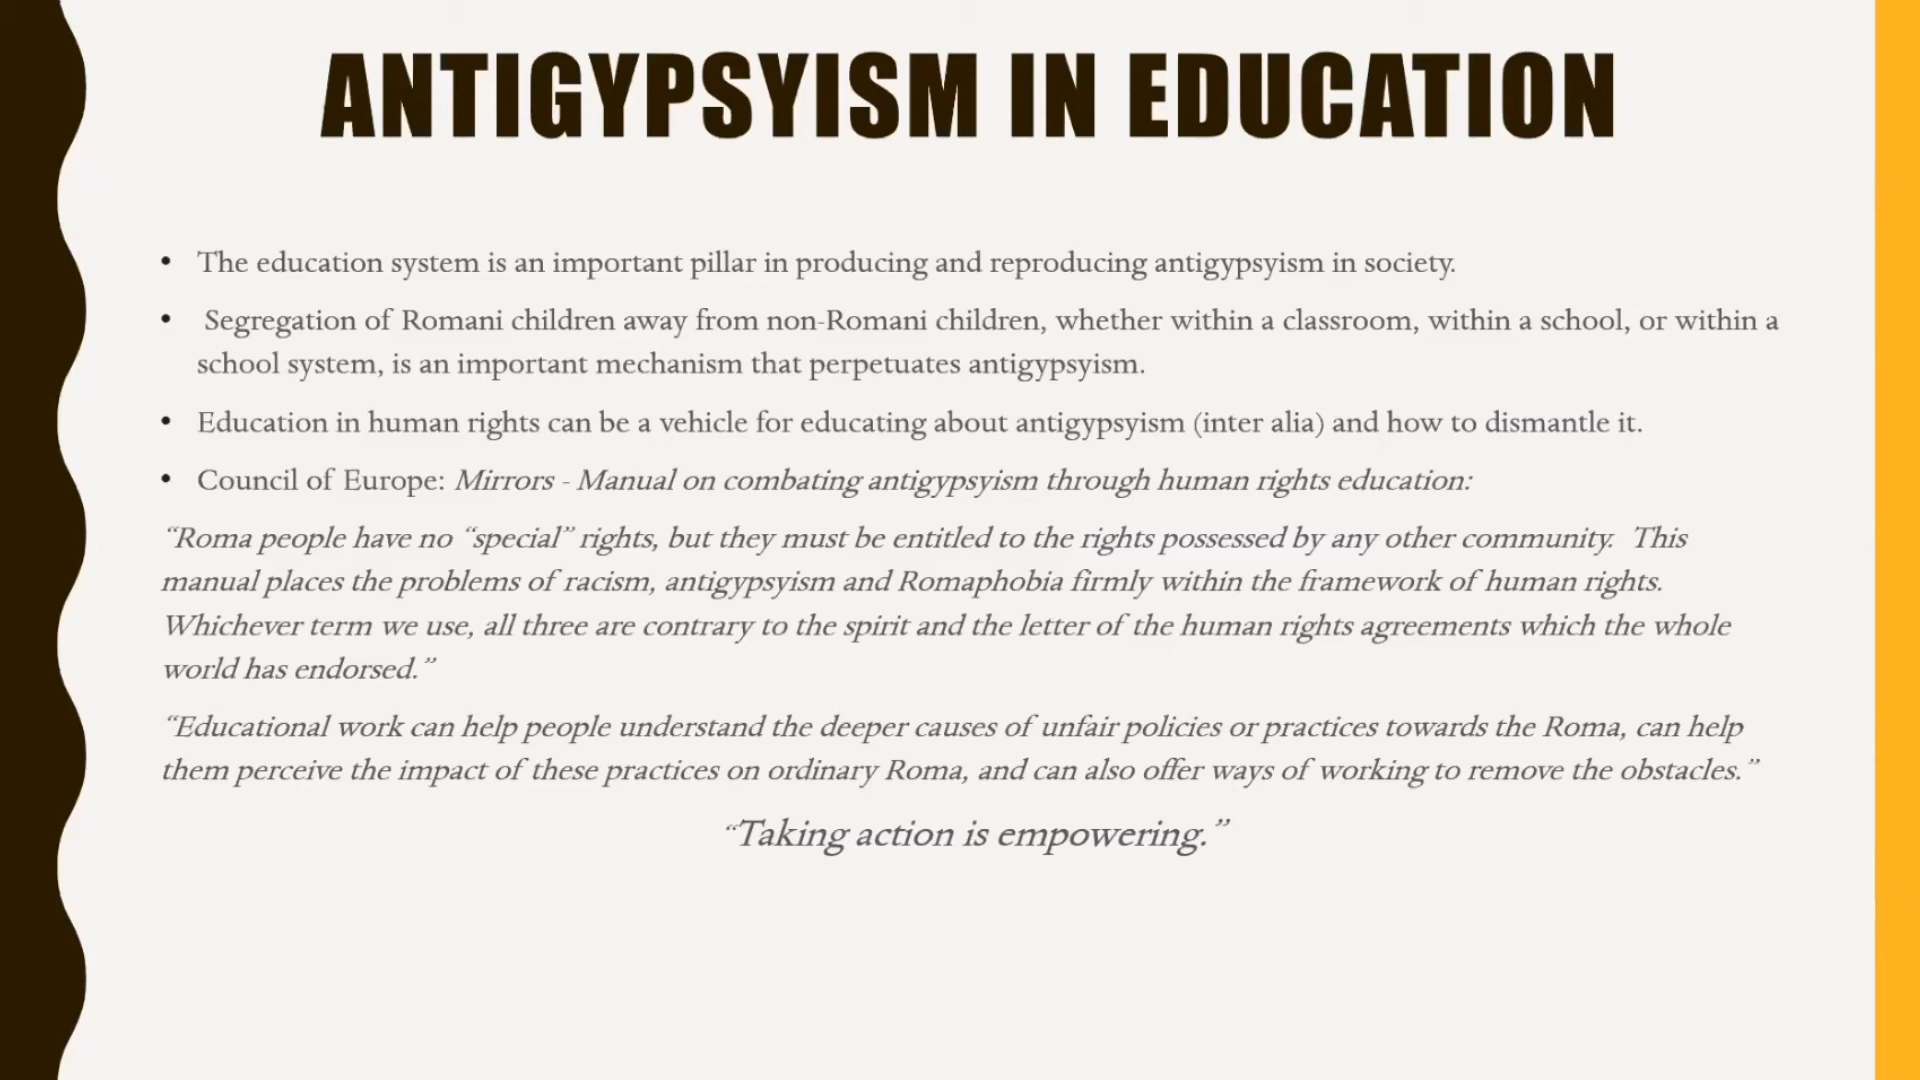 ANTIGYPSYISM IN EDUCATION
• The education system is an important pillar in producing and reproducing antigypsyism in society.
• Segregation of Romani children away from non-Romani children, whether within a classroom, within a school, or within a
school system, is an important mechanism that perpetuates antigypsyism.
• Education in human rights can be a vehicle for educating about antigypsyism (inter alia) and how to dismantle it.
• Council of Europe: Mirrors - Manual on combating antigypsyism through human rights education:
“Roma people have no “special” rights, but they must be entitled to the rights possessed by any other community. This
manual places the problems of racism, antigypsyism and Romaphobia firmly within the framework of human rights.
Whichever term we use, all three are contrary to the spirit and the letter of the human rights agreements which the whole
world has endorsed.”
“Educational work can help people understand the deeper causes of unfair policies or practices towards the Roma, can help
them perceive the impact of these practices on ordinary Roma, and can also offer ways of working to remove the obstacles.”
“Taking action is empowering.”